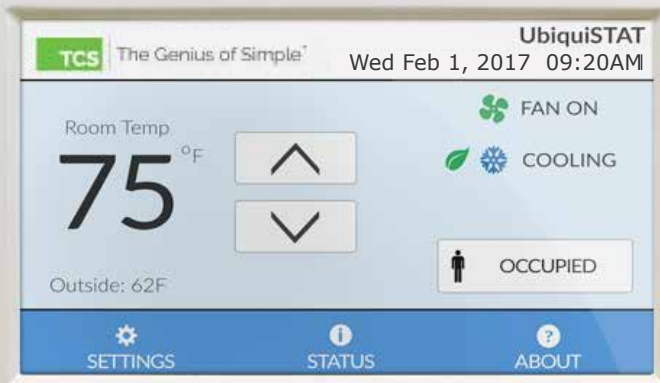 UbiquiSTAT
TCS The Genius of Simple™
Wed Feb 1, 2017 09:20AM
FAN ON
Room Temp
75°F
COOLING
OCCUPIED
Outside: 62F
SETTINGS
STATUS
ABOUT